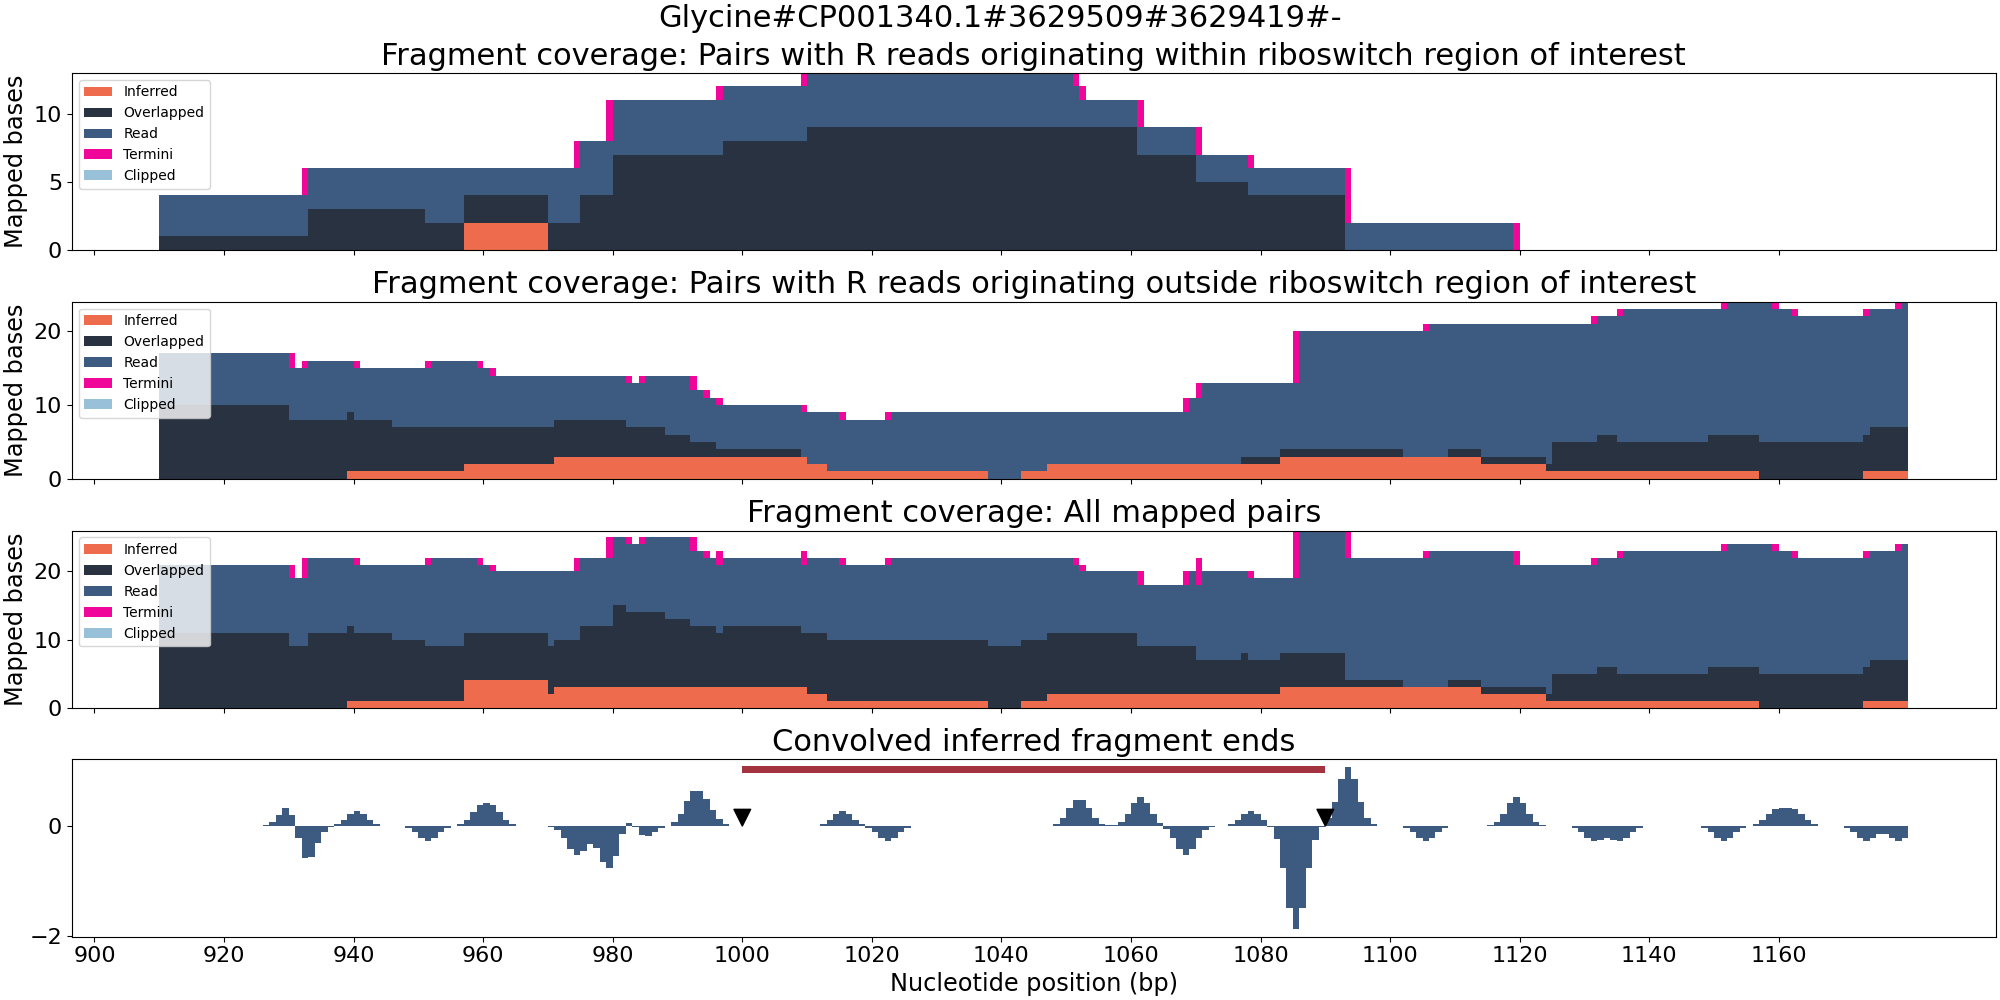 Glycine#CP001340.1#3629509#3629419#-
Fragment coverage: Pairs with R reads originating within riboswitch region of interest
Mapped bases
10
5
0
Inferred
Overlapped
Read
Termini
Clipped
Fragment coverage: Pairs with R reads originating outside riboswitch region of interest
Mapped bases
20
10
0
Inferred
Overlapped
Read
Termini
Clipped
Fragment coverage: All mapped pairs
Mapped bases
20
10
0
Inferred
Overlapped
Read
Termini
Clipped
Convolved inferred fragment ends
0
−2
900 920 940 960 980 1000 1020 1040 1060 1080 1100 1120 1140 1160
Nucleotide position (bp)